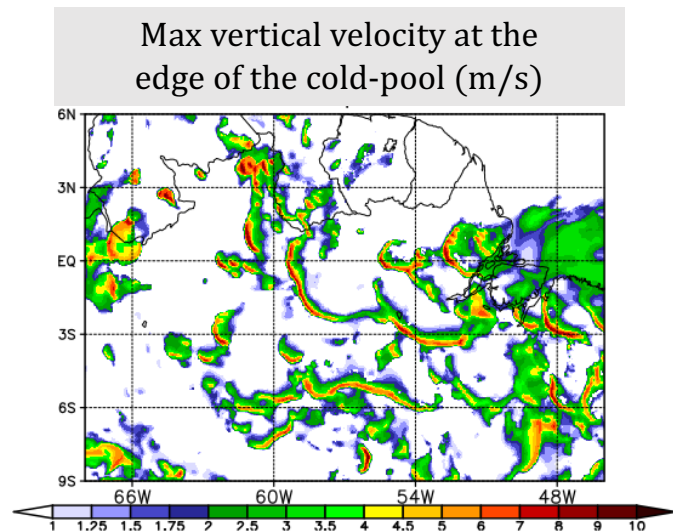 Max vertical velocity at the
edge of the cold-pool (m/s)
6N
3N
EQ
3S
6S
9S
66W 60W 54W 48W
1 1.25 1.5 1.75 2 2.5 3 3.5 4 4.5 5 6 7 8 9 10